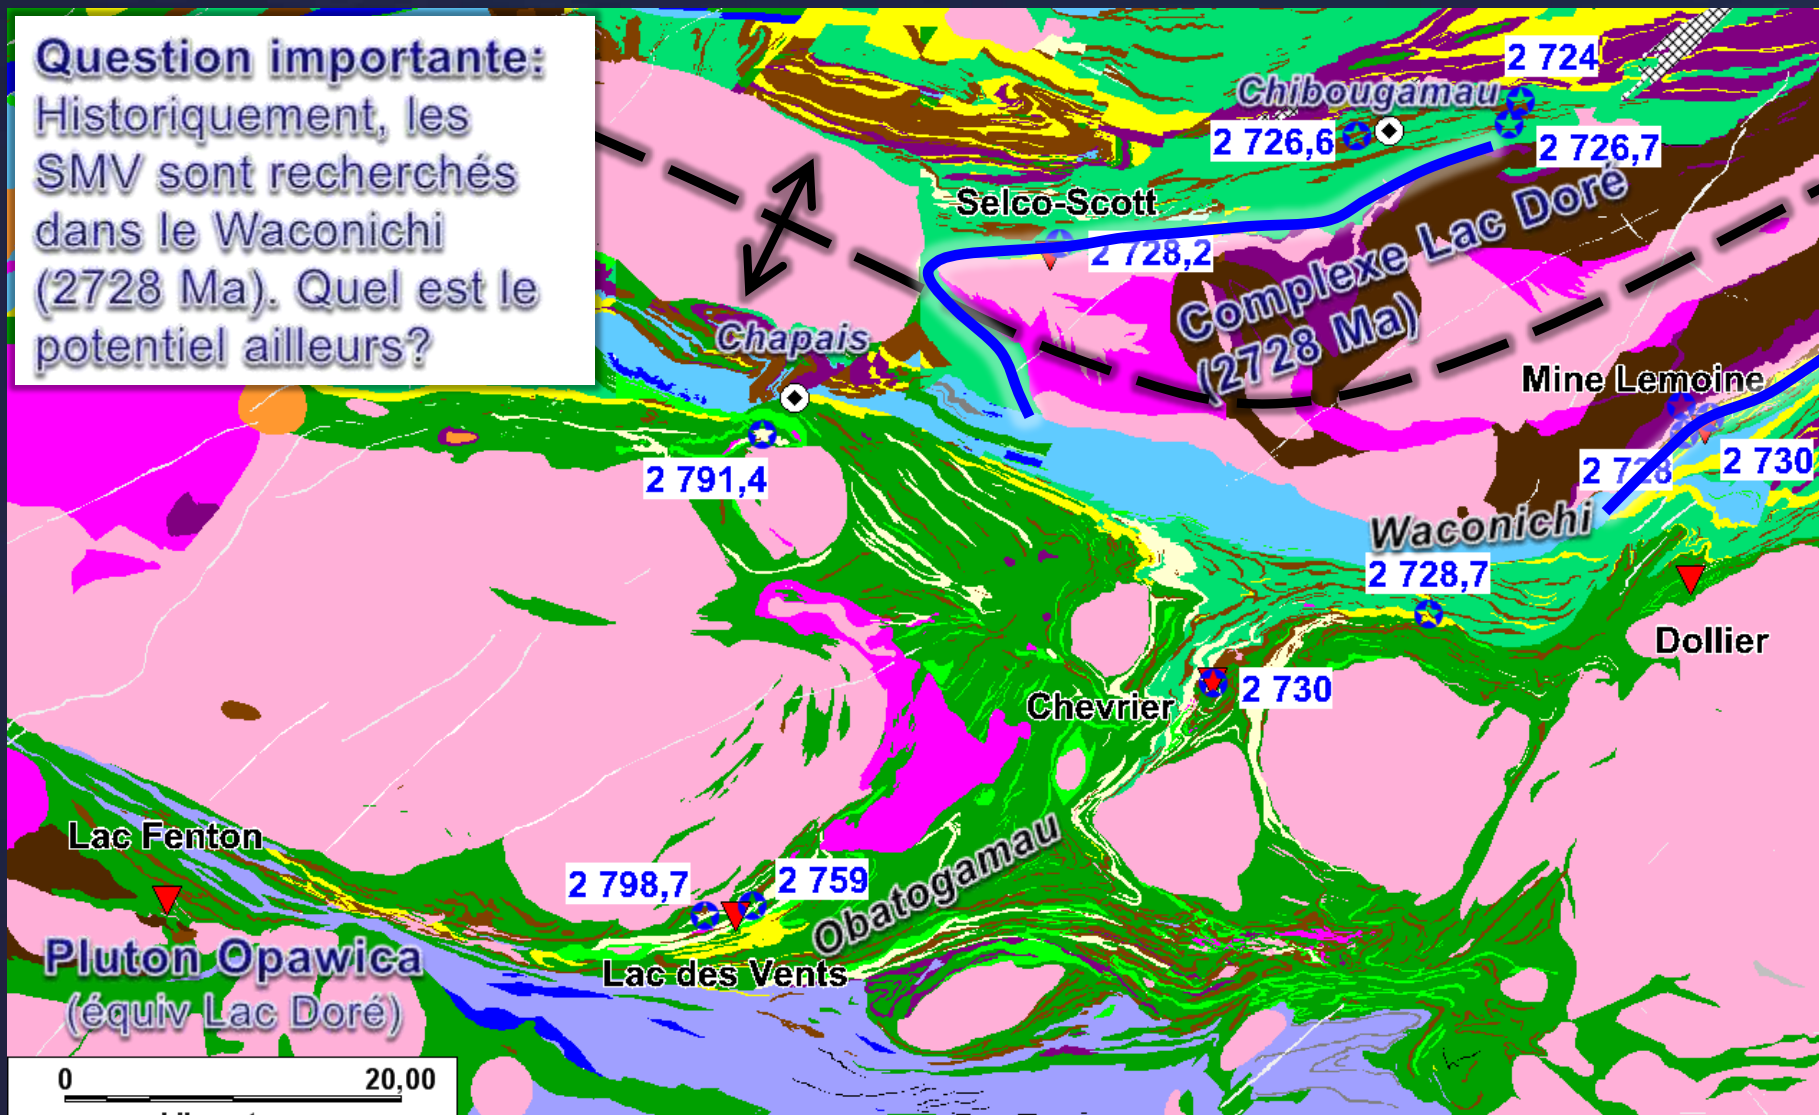 Question importante:
Historiquement, les
SMV sont recherchés
dans le Waconichi
(2728 Ma). Quel est le
potentiel ailleurs?
2 724
Chibougamau
2 726,6
2 726,7
Selco-Scott
2 728,2
Complexe Lac Doré
(2728 Ma)
Chapais
Mine Lemoine
2 791,4
2 728
2 730
Waconichi
2 728,7
Dollier
Chevrier
2 730
Lac Fenton
2 798,7
2 759
Obatogamau
Lac des Vents
Pluton Opawica
(équiv Lac Doré)
0
20,00